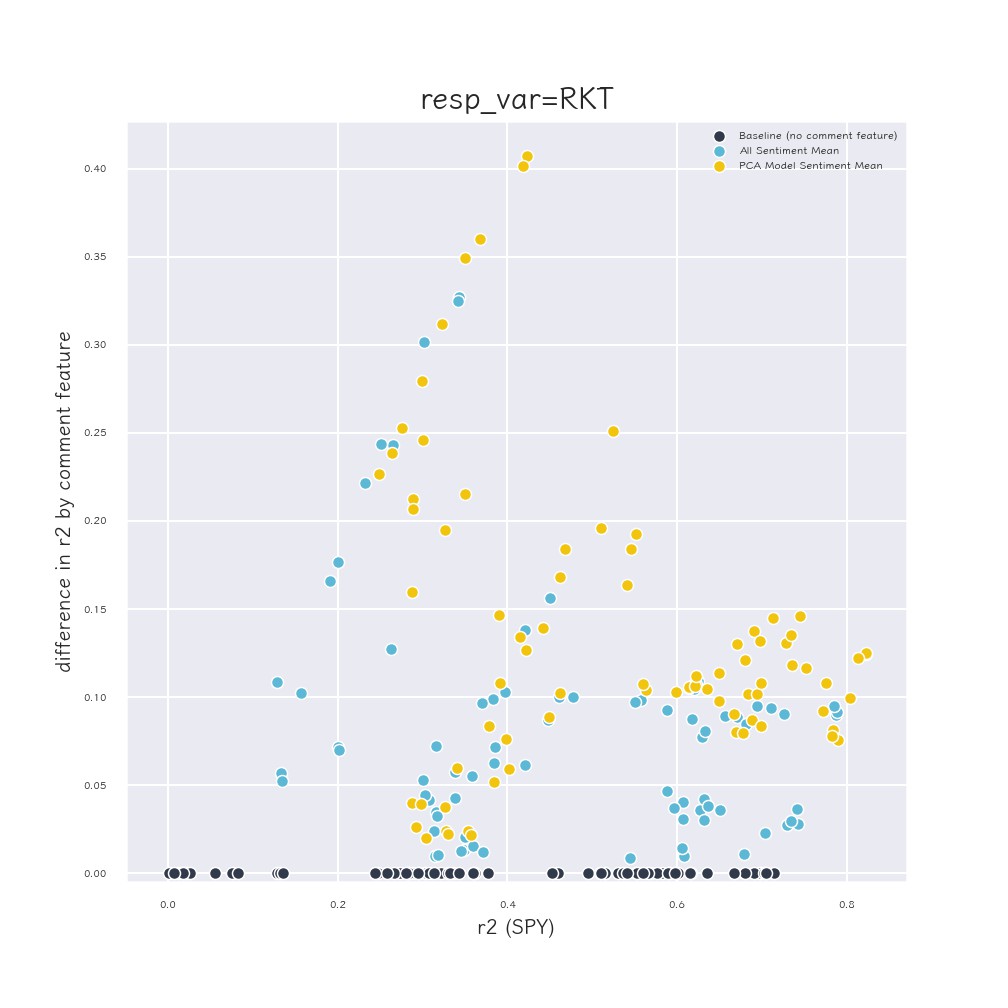 resp_var=RKT
Baseline (no comment feature)
All Sentiment Mean
PCA Model Sentiment Mean
0.40
0.35
0.30
0.25
0.20
0.15
0.10
0.05
0.00
difference in r2 by comment feature
0.0 0.2 0.4 0.6 0.8
r2 (SPY)